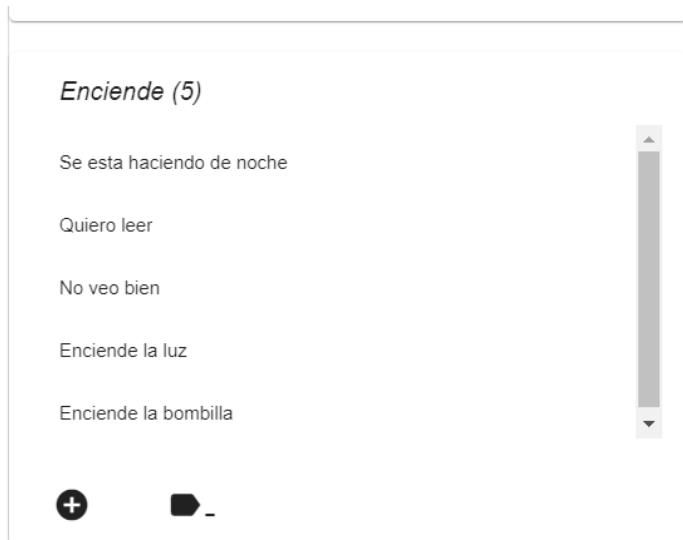 Enciende (5)
Se esta haciendo de noche
Quiero leer
No veo bien
Enciende la luz
Enciende la bombilla